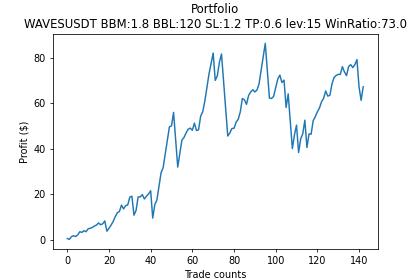 Portfolio
WAVESUSDT BBM:1.8 BBL:120 SL:1.2 TP:0.6 lev:15 WinRatio:73.0
Profit ($)
80
60
40
20
0
0 20 40 60 80 100 120 140
Trade counts